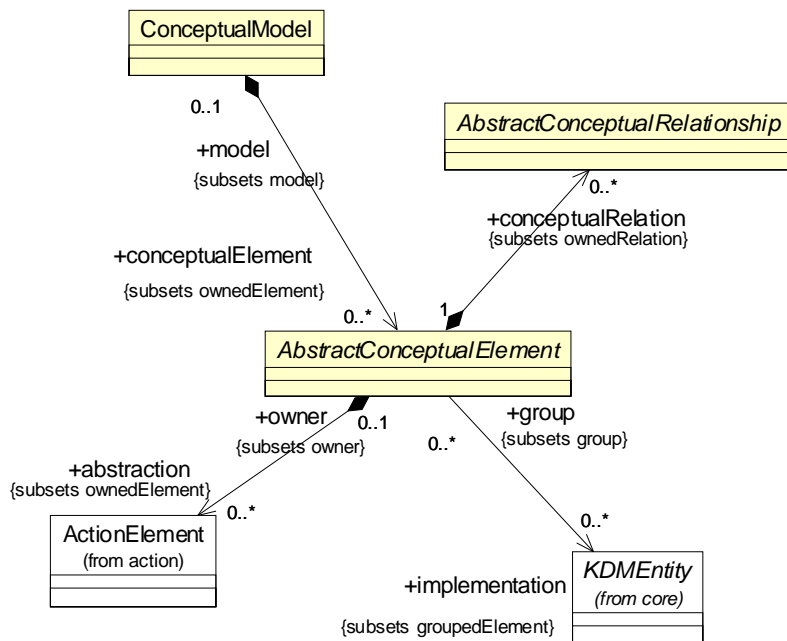 ConceptualModel
0..1
AbstractConceptualRelationship
+model
{subsets model}
0..*
+conceptualRelation
{subsets ownedRelation}
+conceptualElement
{subsets ownedElement}
0..*
1
AbstractConceptualElement
+owner
0..1
{subsets owner}
+group
0..*
{subsets group}
+abstraction
{subsets ownedElement}
0..*
0..*
ActionElement
(from action)
+implementation
{subsets groupedElement}
KDMEntity
(from core)